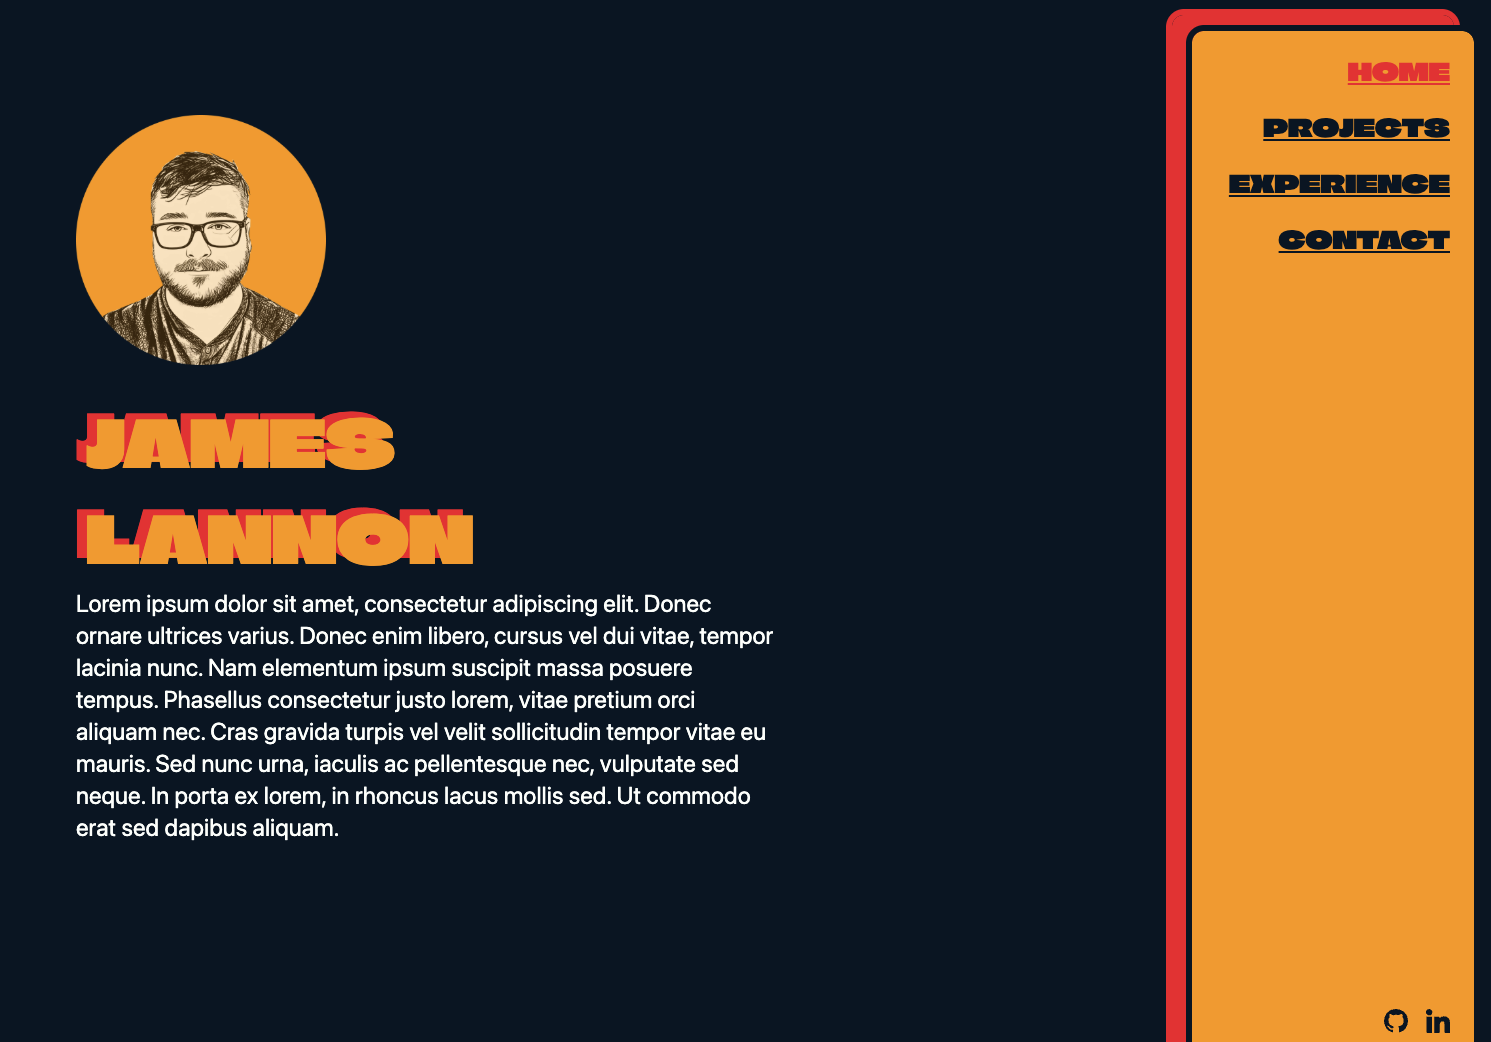 HOME
PROJECTS
EXPERIENCE
CONTACT
JAMES
LANNON
Lorem ipsum dolor sit amet, consectetur adipiscing elit. Donec
ornare ultrices varius. Donec enim libero, cursus vel dui vitae, tempor
lacinia nunc. Nam elementum ipsum suscipit massa posuere
tempus. Phasellus consectetur justo lorem, vitae pretium orci
aliquam nec. Cras gravida turpis vel velit sollicitudin tempor vitae eu
mauris. Sed nunc urna, iaculis ac pellentesque nec, vulputate sed
neque. In porta ex lorem, in rhoncus lacus mollis sed. Ut commodo
erat sed dapibus aliquam.
in